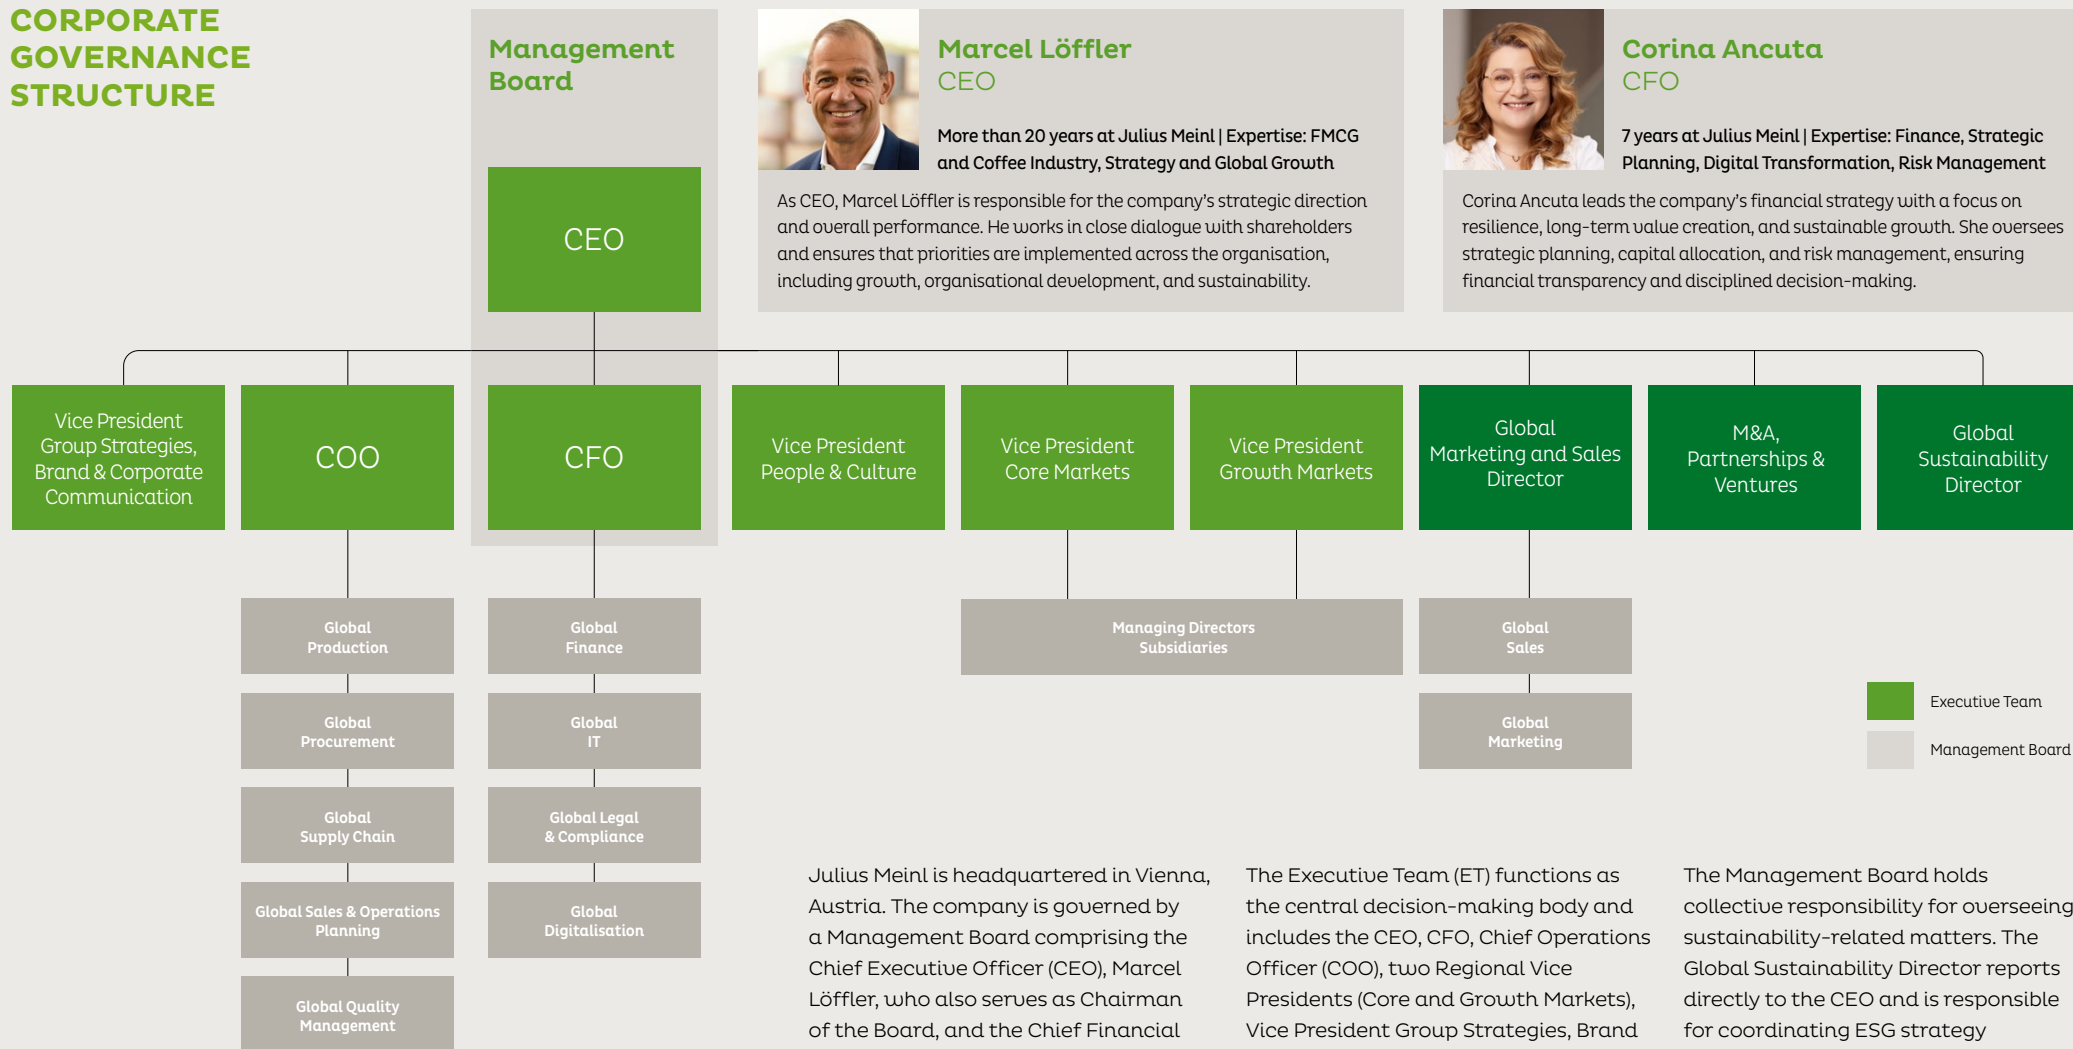 CORPORATE
GOVERNANCE
STRUCTURE
Management
Board
Marcel Löffler
CEO
More than 20 years at Julius Meinl | Expertise: FMCG
and Coffee Industry, Strategy and Global Growth
As CEO, Marcel Löffler is responsible for the company's strategic direction
and overall performance. He works in close dialogue with shareholders
and ensures that priorities are implemented across the organisation,
including growth, organisational development, and sustainability.
Corina Ancuta
CFO
7 years at Julius Meinl | Expertise: Finance, Strategic
Planning, Digital Transformation, Risk Management
Corina Ancuta leads the company's financial strategy with a focus on
resilience, long-term value creation, and sustainable growth. She oversees
strategic planning, capital allocation, and risk management, ensuring
financial transparency and disciplined decision-making.
CEO
Vice President
Group Strategies,
Brand & Corporate
Communication
COO
CFO
Vice President
People & Culture
Vice President
Core Markets
Vice President
Growth Markets
Global
Marketing and Sales
Director
M&A,
Partnerships &
Ventures
Global
Sustainability
Director
Global
Production
Global
Procurement
Global
Supply Chain
Global Sales & Operations
Planning
Global Quality
Management
Global
Finance
Global
IT
Global Legal
& Compliance
Global
Digitalisation
Managing Directors
Subsidiaries
Global
Sales
Global
Marketing
Executive Team
Management Board
Julius Meinl is headquartered in Vienna,
Austria. The company is governed by
a Management Board comprising the
Chief Executive Officer (CEO), Marcel
Löffler, who also serves as Chairman
of the Board, and the Chief Financial
The Executive Team (ET) functions as
the central decision-making body and
includes the CEO, CFO, Chief Operations
Officer (COO), two Regional Vice
Presidents (Core and Growth Markets),
Vice President Group Strategies, Brand
The Management Board holds
collective responsibility for overseeing
sustainability-related matters. The
Global Sustainability Director reports
directly to the CEO and is responsible
for coordinating ESG strategy